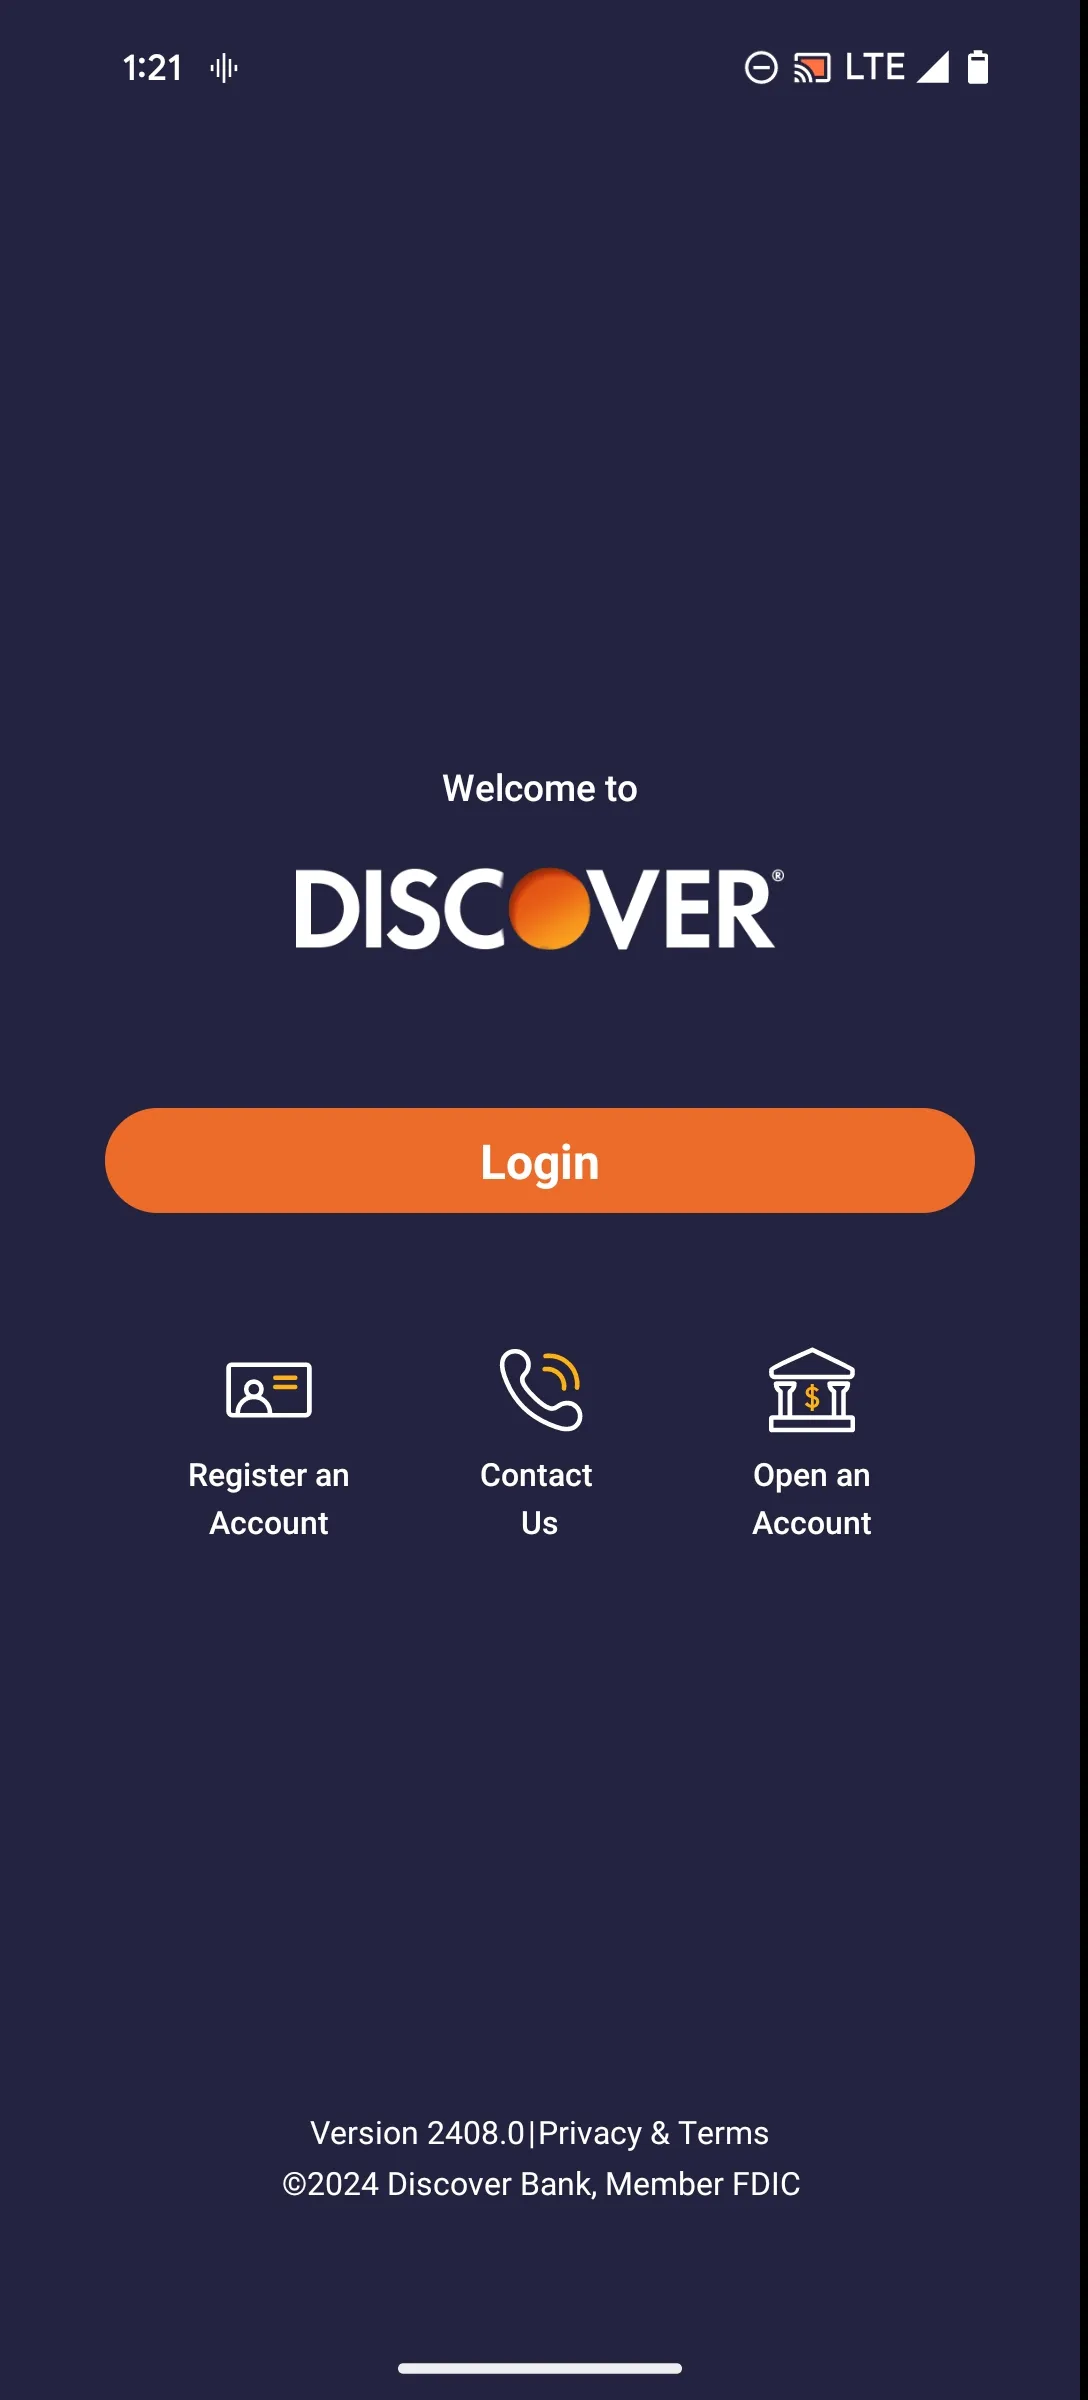 1:21 LTE
Welcome to
DISCOVER®
Login
Register an
Account
Contact
Us
$
Open an
Account
Version 2408.0|Privacy & Terms
©2024 Discover Bank, Member FDIC